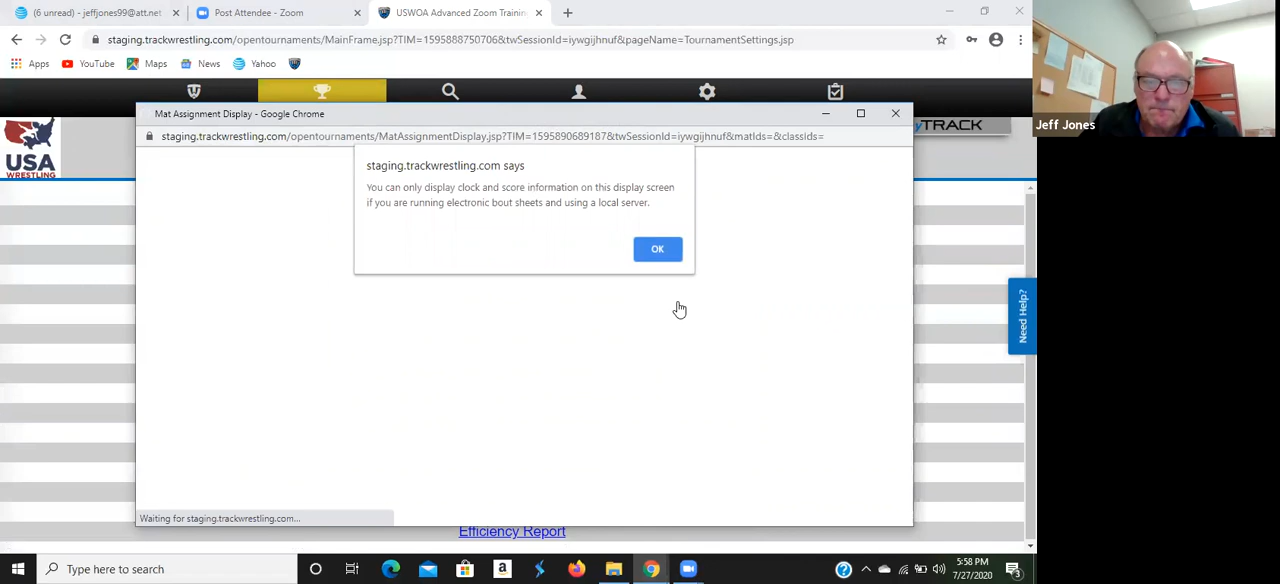 (6 unread) - jeffjones99@att.net
Post Attendee - Zoom
USWOA Advanced Zoom Training
staging.trackwrestling.com/opentournaments/MainFrame.jsp?TIM=1595888750706&twSessionId=iywgijhnuf&pageName=TournamentSettings.jsp
Apps
YouTube
Maps
News
Yahoo
Jeff Jones
Mat Assignment Display - Google Chrome
staging.trackwrestling.com/opentournaments/MatAssignmentDisplay.jsp?TIM=1595890689187&twSessionId=iywgijhnuf&matIds=&classIds=
yTRACK
USA
WRESTLING
staging.trackwrestling.com says
You can only display clock and score information on this display screen
if you are running electronic bout sheets and using a local server.
OK
Need Help?
Waiting for staging.trackwrestling.com...
Efficiency Report
Type here to search
5:58 PM
7/27/2020
3